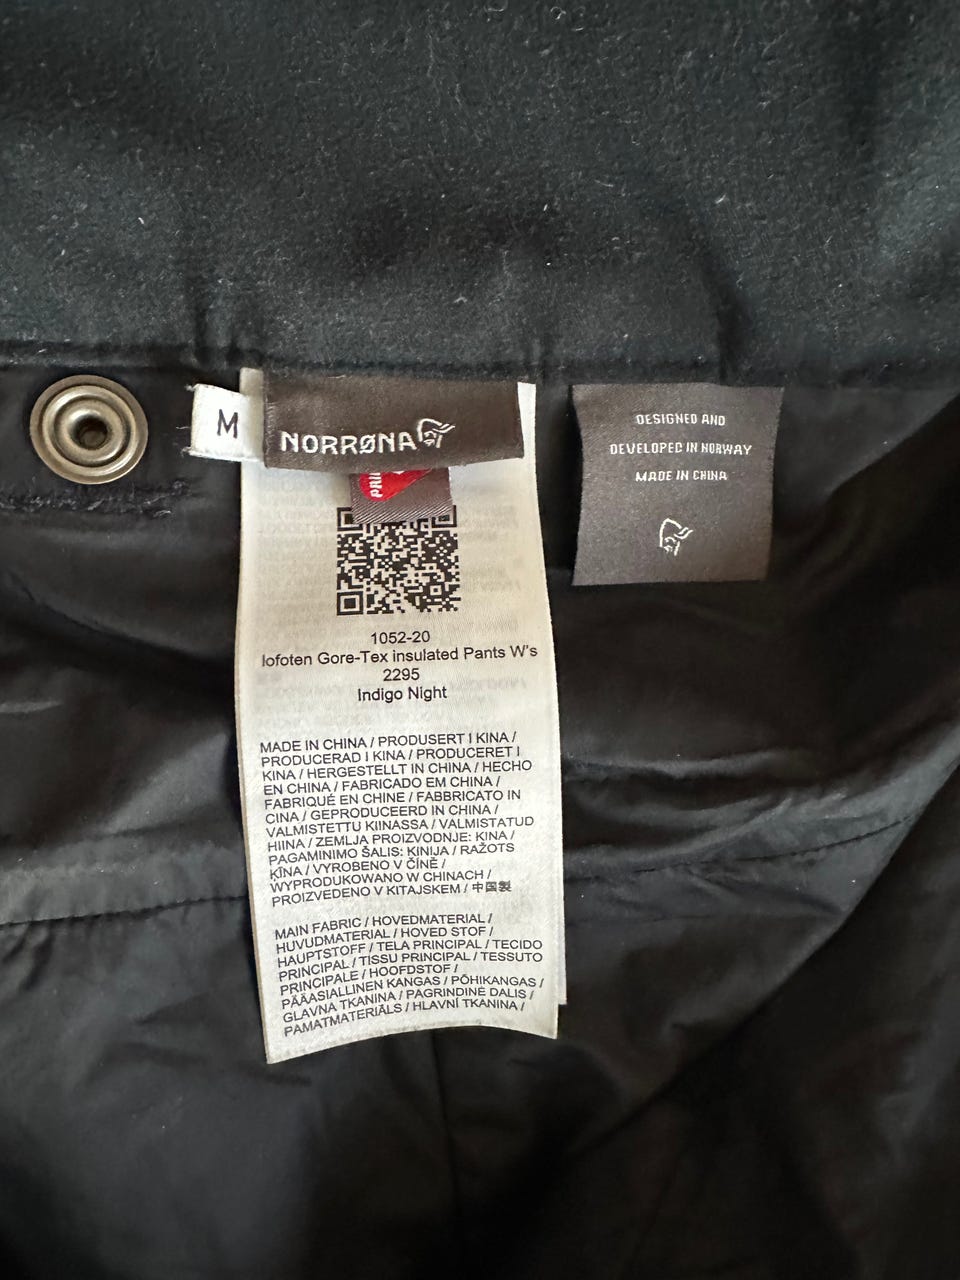 M
NORRØNA
PRI
1052-20
lofoten Gore-Tex insulated Pants W's
2295
Indigo Night
MADE IN CHINA / PRODUSERT I KINA /
PRODUCERAD I KINA / PRODUCERET I
KINA / HERGESTELLT IN CHINA / HECHO
EN CHINA / FABRICADO EM CHINA /
FABRIQUÉ EN CHINE / FABBRICATO IN
CINA / GEPRODUCEERD IN CHINA /
VALMISTETTU KIINASSA / VALMISTATUD
HIINA / ZEMLJA PROIZVODNJE: KINA /
PAGAMINIMO ŠALIS: KINIJA / RAŽOTS
ĶĪNA / VYROBENO V ČÍNĚ /
WYPRODUKOWANO W CHINACH /
PROIZVEDENO V KITAJSKEM / 中国製
MAIN FABRIC / HOVEDMATERIAL /
HUVUDMATERIAL / HOVED STOF /
HAUPTSTOFF / TELA PRINCIPAL / TECIDO
PRINCIPAL / TISSU PRINCIPAL / TESSUTO
PRINCIPALE / HOOFDSTOF /
PÄÄASIALLINEN KANGAS / PÕHIKANGAS /
GLAVNA TKANINA / PAGRINDINĖ DALIS /
PAMATMATERIĀLS / HLAVNÍ TKANINA /
DESIGNED AND
DEVELOPED IN NORWAY
MADE IN CHINA